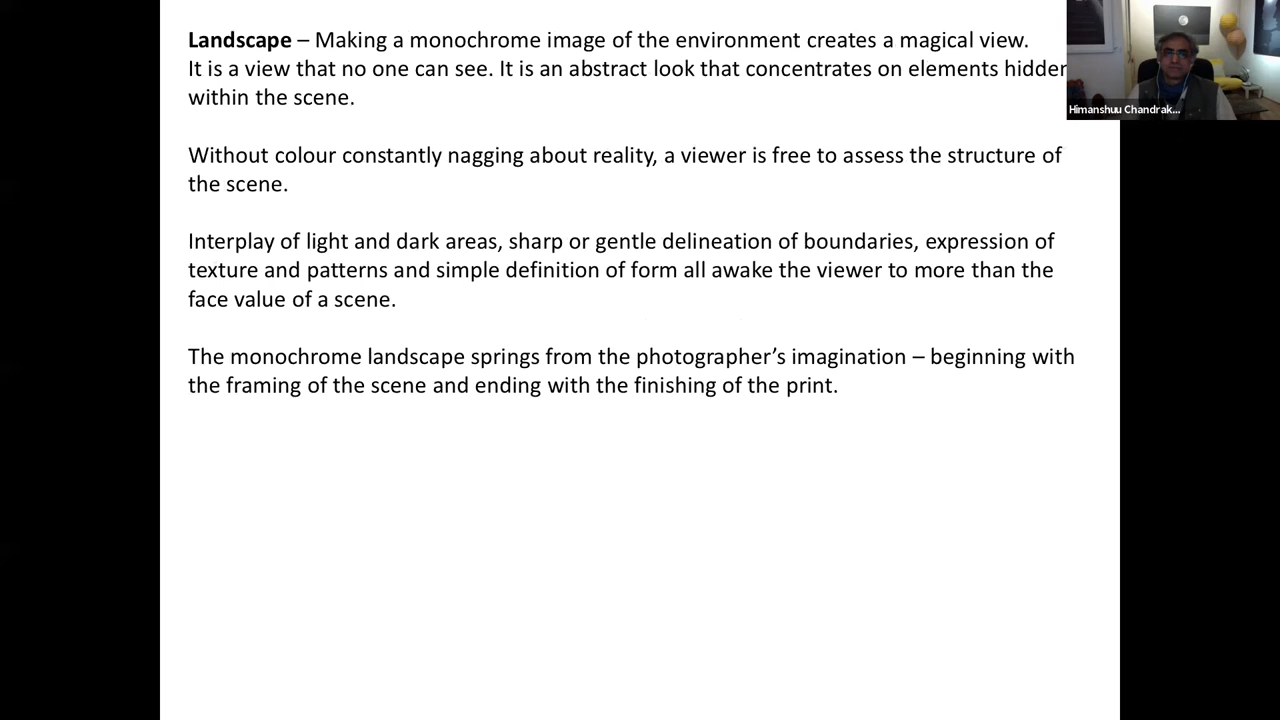 Landscape – Making a monochrome image of the environment creates a magical view.
It is a view that no one can see. It is an abstract look that concentrates on elements hidden
within the scene.
Without colour constantly nagging about reality, a viewer is free to assess the structure of
the scene.
Interplay of light and dark areas, sharp or gentle delineation of boundaries, expression of
texture and patterns and simple definition of form all awake the viewer to more than the
face value of a scene.
The monochrome landscape springs from the photographer’s imagination – beginning with
the framing of the scene and ending with the finishing of the print.
Himanshuu Chandrak...